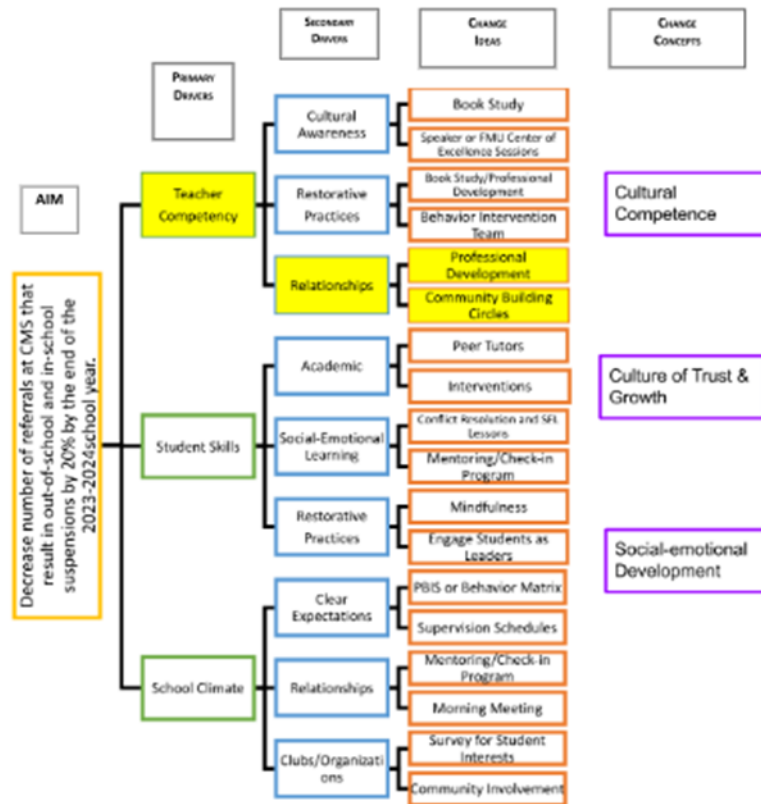 SECONDARY
DRIVERS
CHANGE
IDEAS
CHANGE
CONCEPTS
PRIMARY
DRIVERS
AIM
Decrease number of referrals at CMS that
result in out-of-school and in-school
suspensions by 20% by the end of the
2023-2024school year.
Teacher
Competency
Cultural
Awareness
Book Study
Speaker or FMU Center of
Excellence Sessions
Restorative
Practices
Book Study/Professional
Development
Behavior Intervention
Team
Relationships
Professional
Development
Community Building
Circles
Student Skills
Academic
Peer Tutors
Interventions
Social-Emotional
Learning
Conflict Resolution and SEL
Lessons
Mentoring/Check-in
Program
Restorative
Practices
Mindfulness
Engage Students as
Leaders
School Climate
Clear
Expectations
PBIS or Behavior Matrix
Supervision Schedules
Relationships
Mentoring/Check-in
Program
Morning Meeting
Clubs/Organizati
ons
Survey for Student
Interests
Community Involvement
Cultural
Competence
Culture of Trust &
Growth
Social-emotional
Development